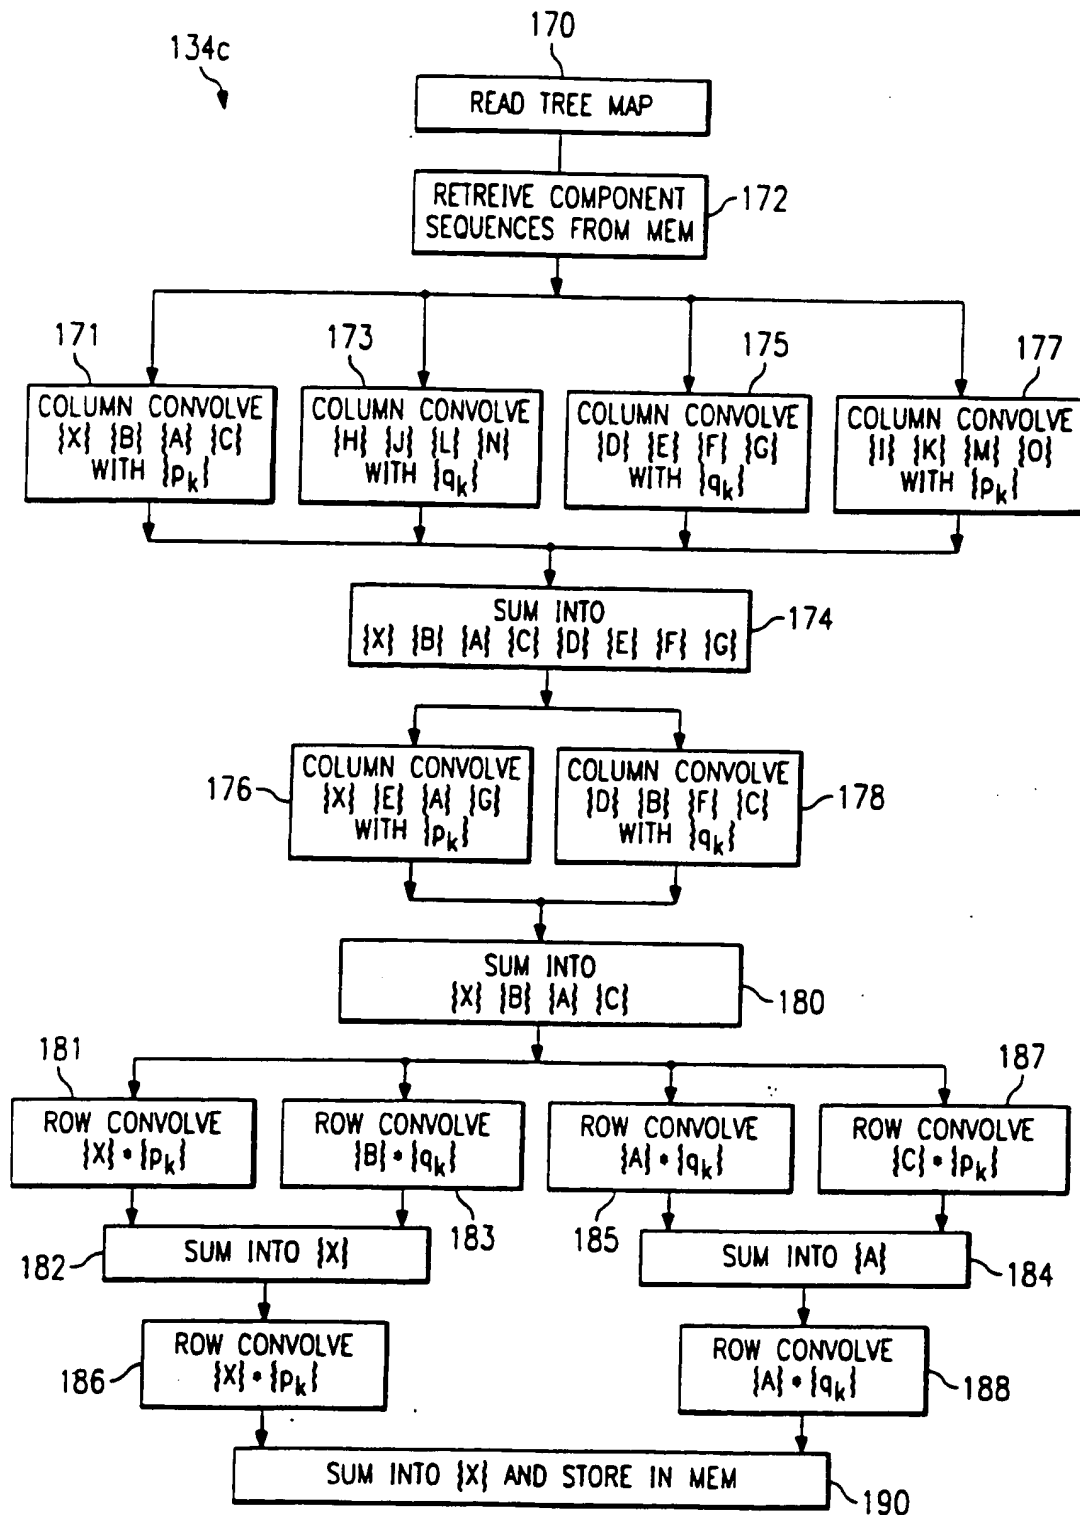 134c
170
READ TREE MAP
RETREIVE COMPONENT
SEQUENCES FROM MEM
172
171
COLUMN CONVOLVE
{X} {B} {A} {C}
WITH {pk}
173
COLUMN CONVOLVE
{H} {J} {L} {N}
WITH {qk}
175
COLUMN CONVOLVE
{D} {E} {F} {G}
WITH {qk}
177
COLUMN CONVOLVE
{I} {K} {M} {O}
WITH {pk}
SUM INTO
{X} {B} {A} {C} {D} {E} {F} {G}
174
176
COLUMN CONVOLVE
{X} {E} {A} {G}
WITH {pk}
COLUMN CONVOLVE
{D} {B} {F} {C}
WITH {qk}
178
SUM INTO
{X} {B} {A} {C}
180
181
ROW CONVOLVE
{X} * {pk}
ROW CONVOLVE
{B} * {qk}
183
ROW CONVOLVE
{A} * {qk}
185
187
ROW CONVOLVE
{C} * {pk}
182
SUM INTO {X}
SUM INTO {A}
184
186
ROW CONVOLVE
{X} * {pk}
ROW CONVOLVE
{A} * {qk}
188
SUM INTO {X} AND STORE IN MEM
190